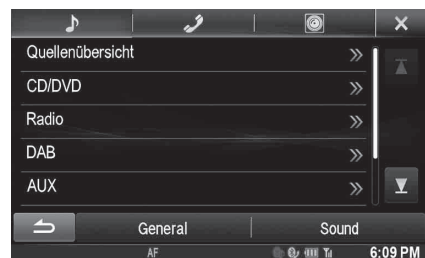 Quellenübersicht
CD/DVD
Radio
DAB
AUX
General Sound
AF 6:09 PM